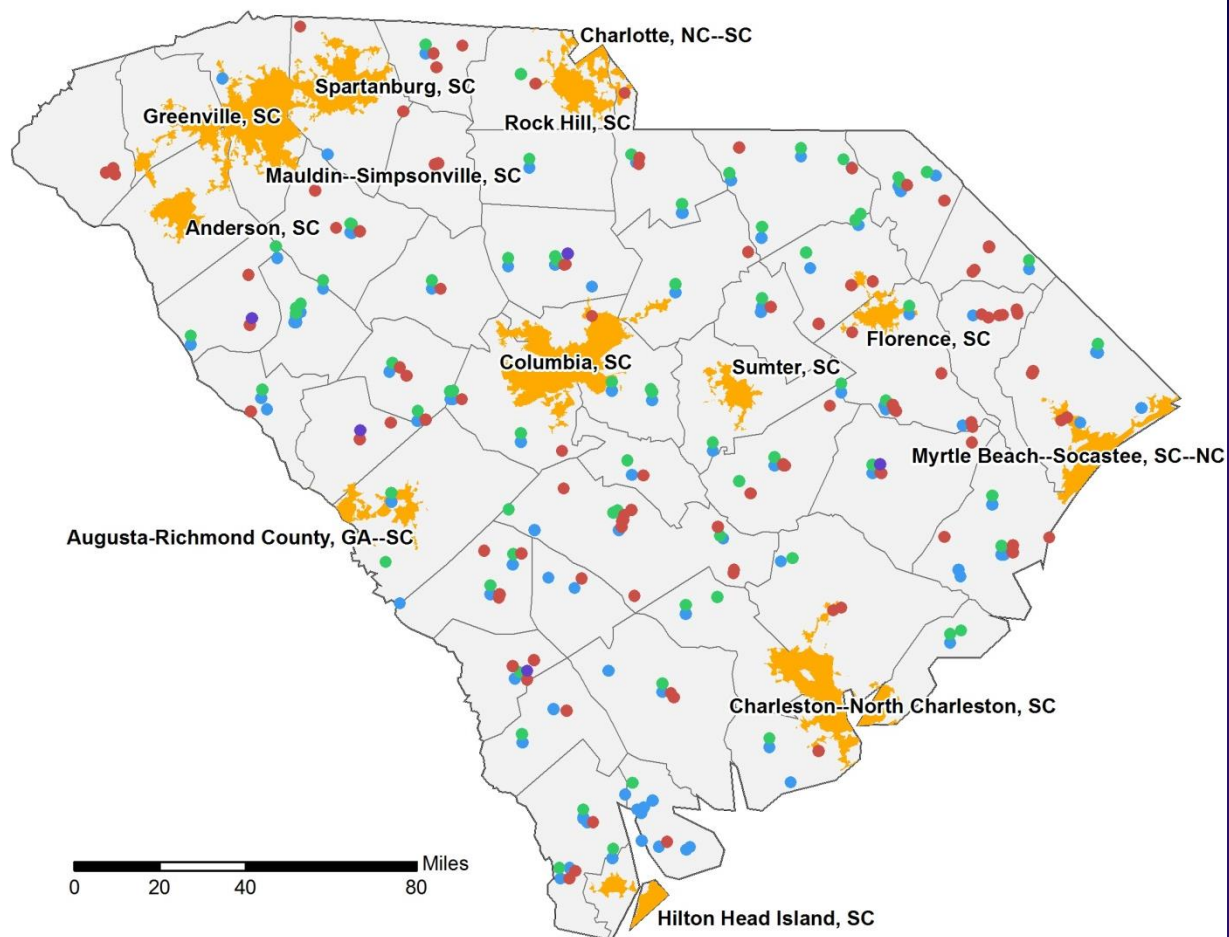 Charlotte, NC--SC
Spartanburg, SC
Greenville, SC
Rock Hill, SC
Mauldin--Simpsonville, SC
Anderson, SC
Florence, SC
Columbia, SC
Sumter, SC
Myrtle Beach--Socastee, SC--NC
Augusta-Richmond County, GA--SC
Charleston--North Charleston, SC
Miles
0 20 40 80
Hilton Head Island, SC